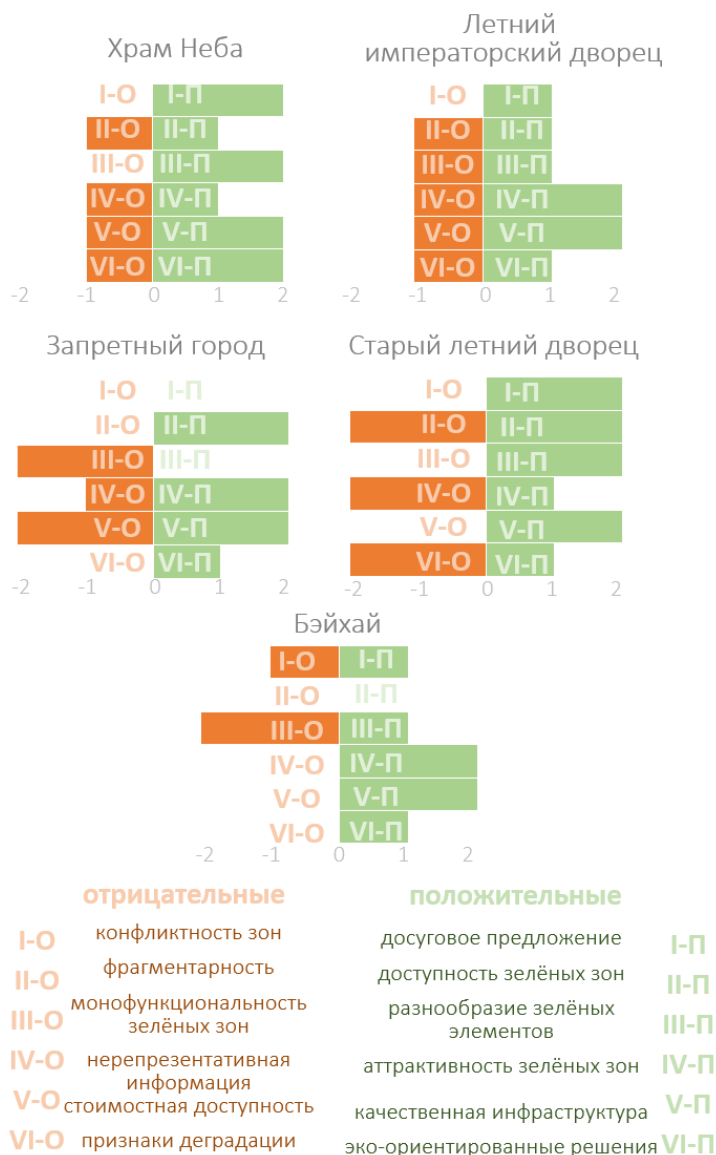 Храм Неба
I-О I-П
II-О II-П
III-О III-П
IV-О IV-П
V-О V-П
VI-О VI-П
-2 -1 0 1 2
Летний
императорский дворец
I-О I-П
II-О II-П
III-О III-П
IV-О IV-П
V-О V-П
VI-О VI-П
-2 -1 0 1 2
Запретный город
I-О I-П
II-О II-П
III-О III-П
IV-О IV-П
V-О V-П
VI-О VI-П
-2 -1 0 1 2
Старый летний дворец
I-О I-П
II-О II-П
III-О III-П
IV-О IV-П
V-О V-П
VI-О VI-П
-2 -1 0 1 2
Бэйхай
I-О I-П
II-О II-П
III-О III-П
IV-О IV-П
V-О V-П
VI-О VI-П
-2 -1 0 1 2
отрицательные
I-О конфликтность зон
II-О фрагментарность
III-О монофункциональность
зелёных зон
IV-О нерепрезентативная
информация
V-О стоимостная доступность
VI-О признаки деградации
положительные
досуговое предложение I-П
доступность зелёных зон II-П
разнообразие зелёных
элементов III-П
аттрактивность зелёных зон IV-П
качественная инфраструктура V-П
эко-ориентированные решения VI-П